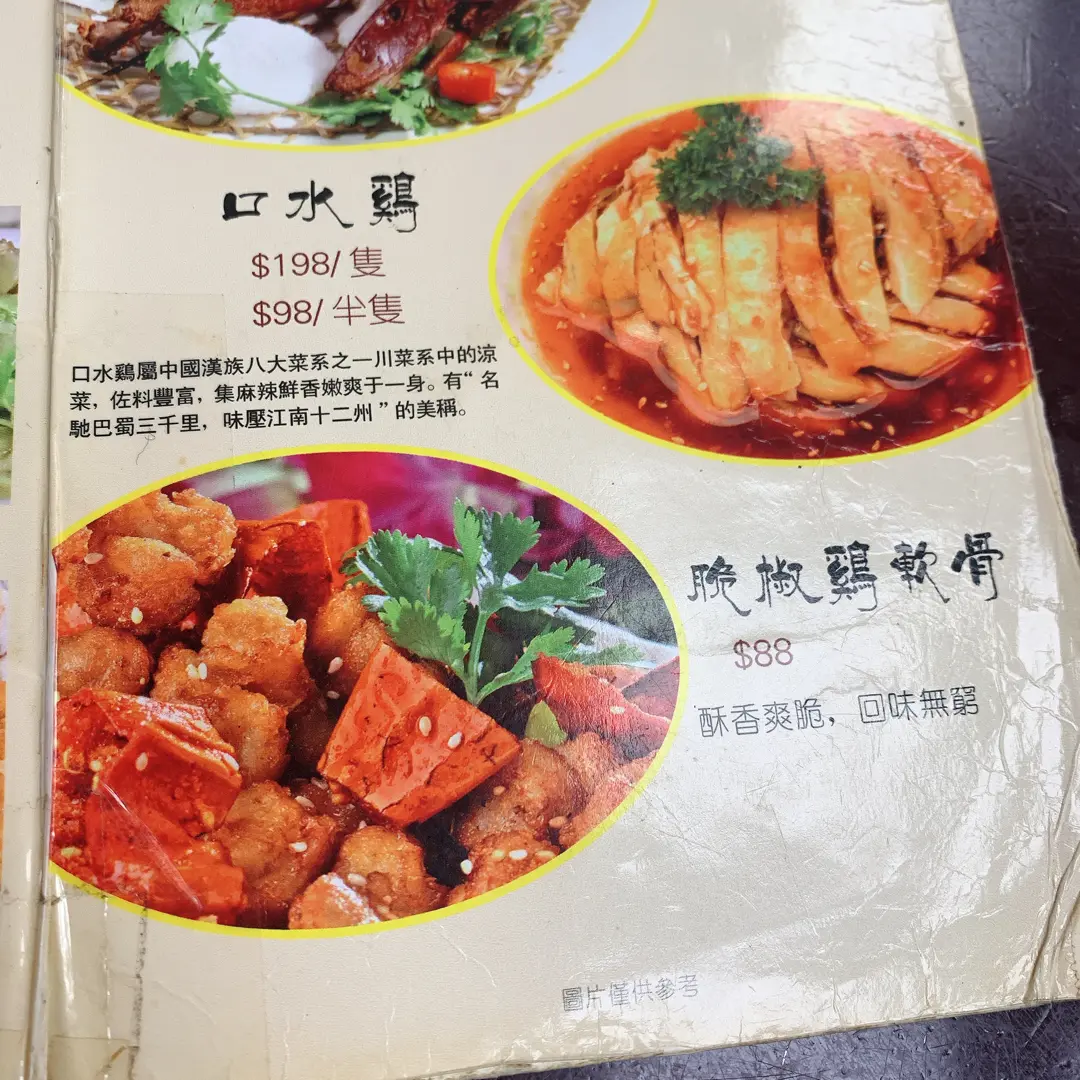 口水鷄
$198/隻
$98/半隻
口水鷄屬中國漢族八大菜系之一川菜系中的涼
菜，佐料豐富，集麻辣鮮香嫩爽于一身。有“名
馳巴蜀三千里，味壓江南十二州”的美稱。
脆椒鷄軟骨
$88
酥香爽脆，回味無窮
圖片僅供參考